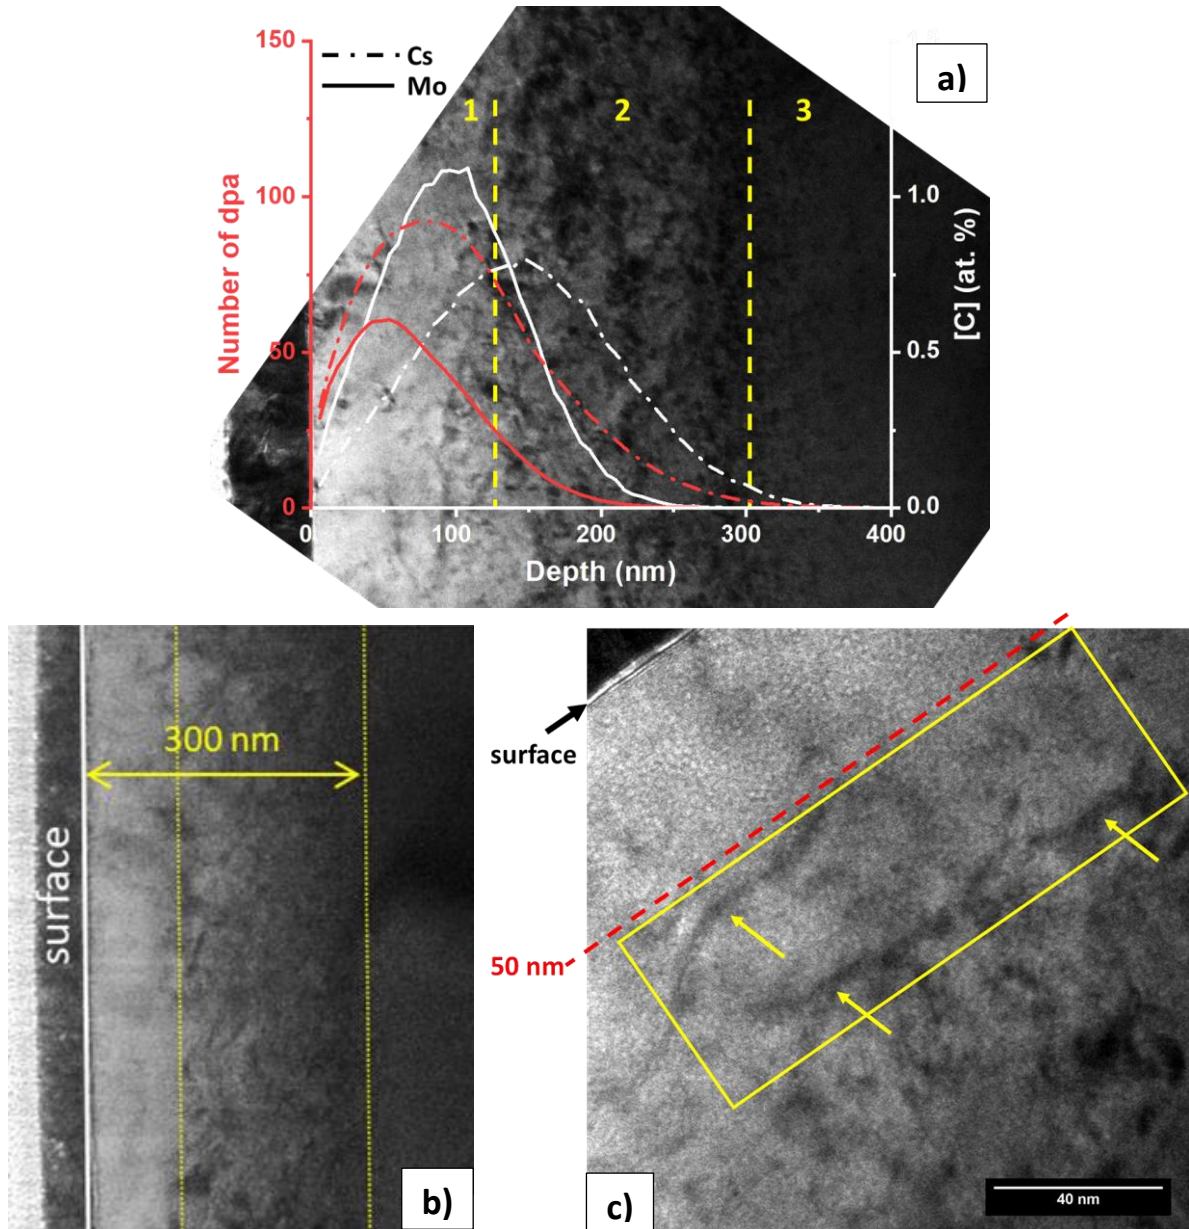 a)
Cs
Mo
1 2 3
150
100
50
0
Number of dpa
1.0
0.5
0.0
[C] (at. %)
0 100 200 300 400
Depth (nm)
300 nm
surface
b)
surface
50 nm
c)
40 nm